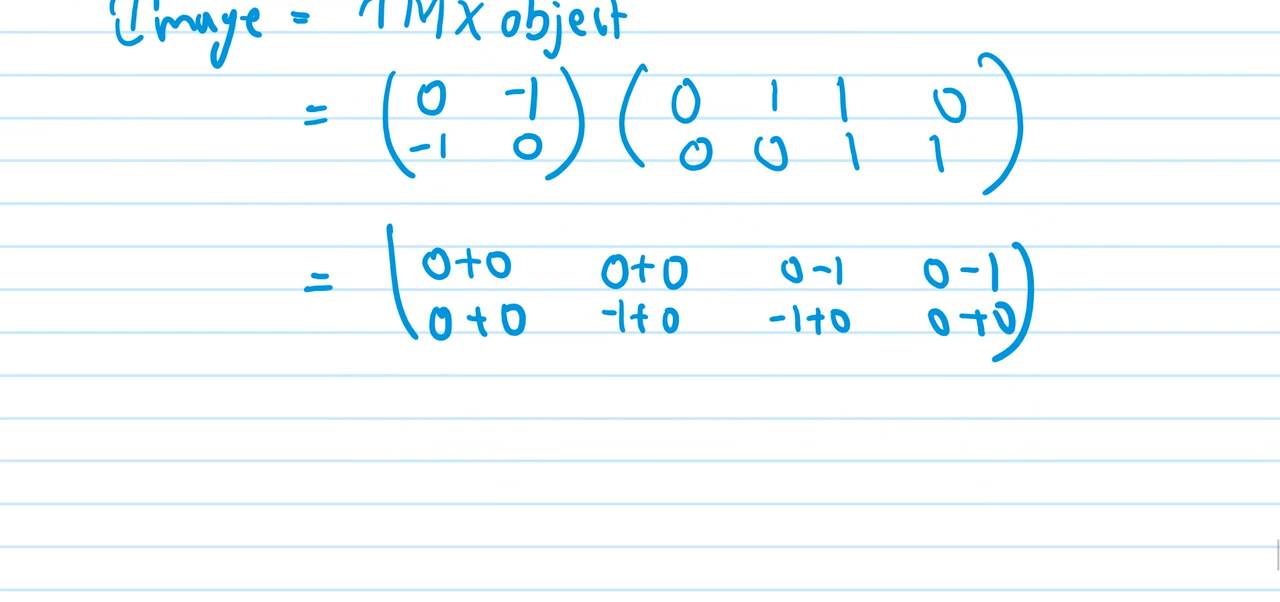 Image = TM X object
= ( 0 -1 ) ( 0 1 1 0 )
( -1 0 ) ( 0 0 1 1 )
= ( 0+0 0+0 0-1 0-1 )
( 0+0 -1+0 -1+0 0+0 )